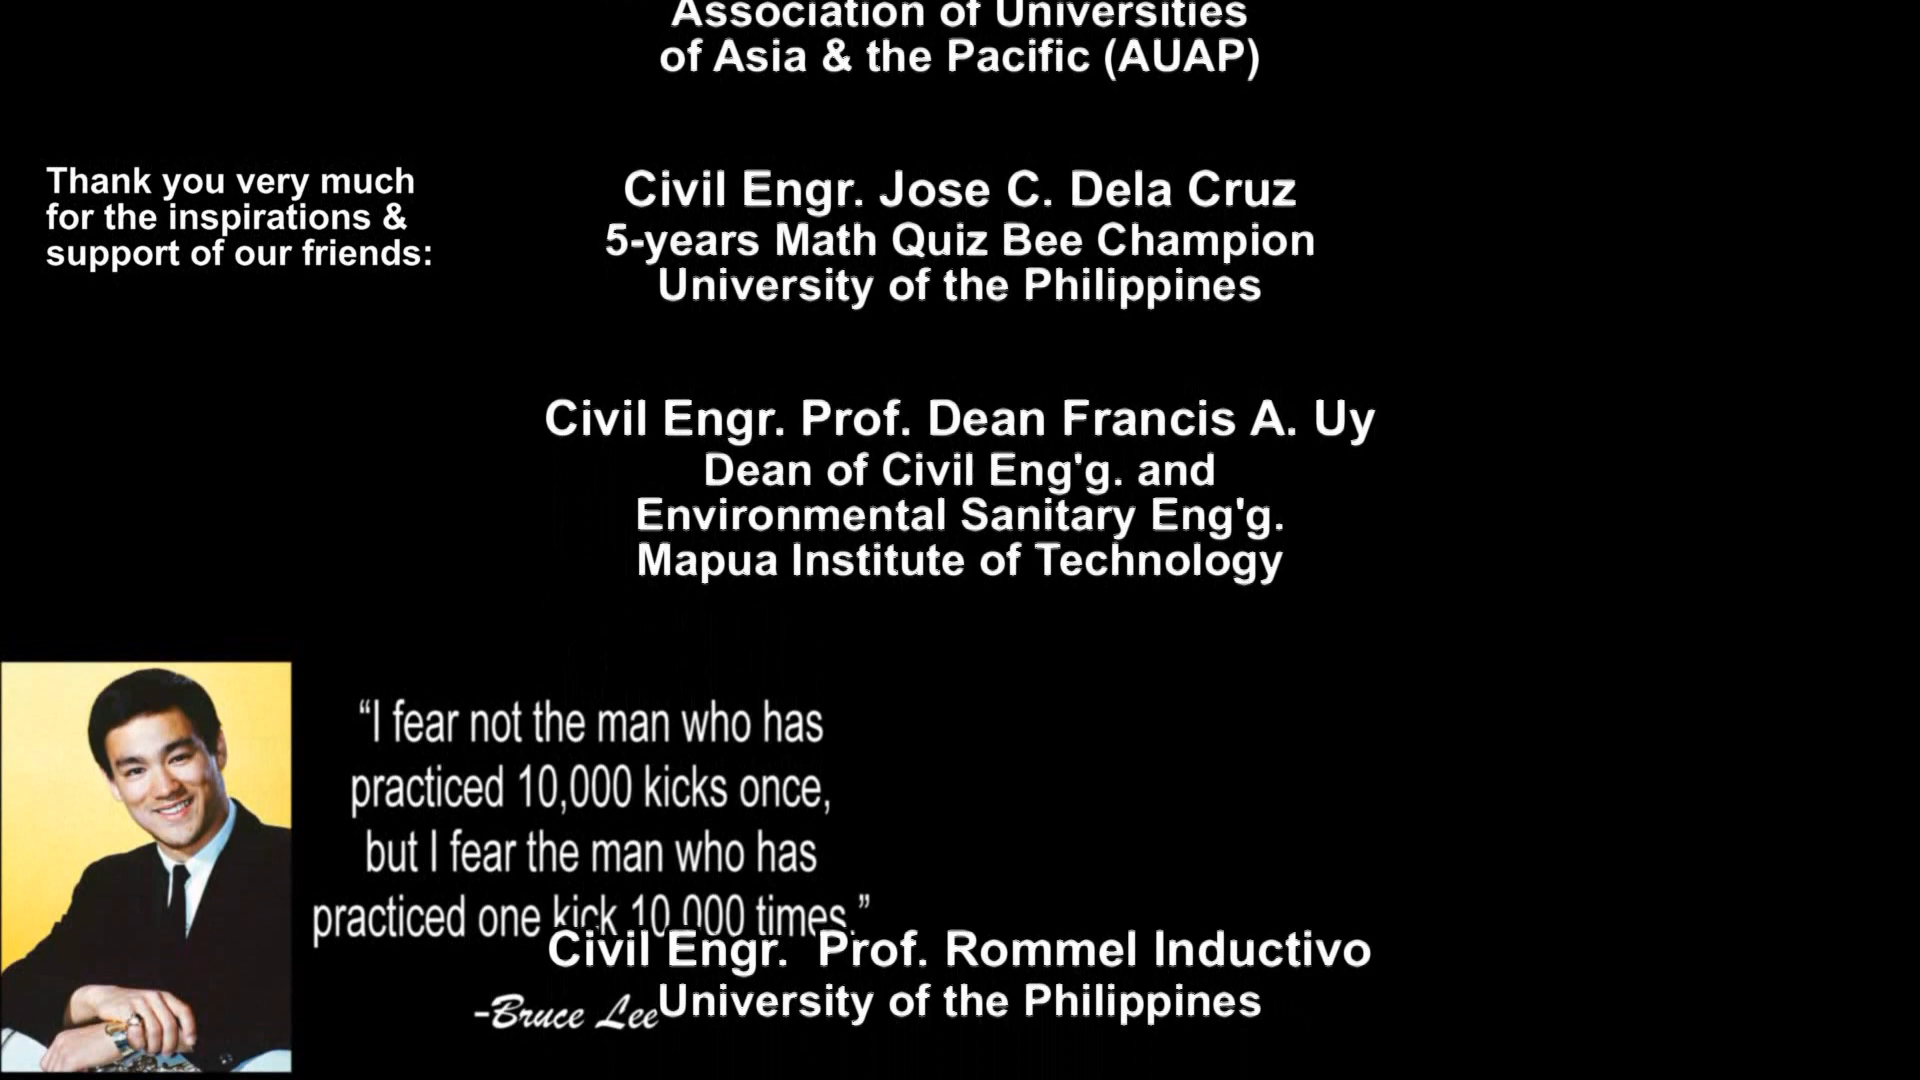 Association of Universities
of Asia & the Pacific (AUAP)
Thank you very much
for the inspirations &
support of our friends:
Civil Engr. Jose C. Dela Cruz
5-years Math Quiz Bee Champion
University of the Philippines
Civil Engr. Prof. Dean Francis A. Uy
Dean of Civil Eng'g. and
Environmental Sanitary Eng'g.
Mapua Institute of Technology
“I fear not the man who has
practiced 10,000 kicks once,
but I fear the man who has
practiced one kick 10,000 times.”
-Bruce Lee
Civil Engr. Prof. Rommel Inductivo
University of the Philippines